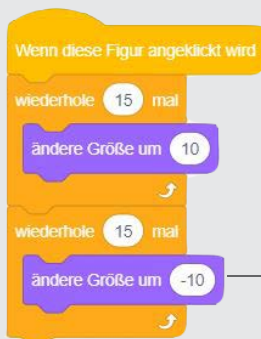 Wenn diese Figur angeklickt wird
wiederhole 15 mal
ändere Größe um 10
wiederhole 15 mal
ändere Größe um -10